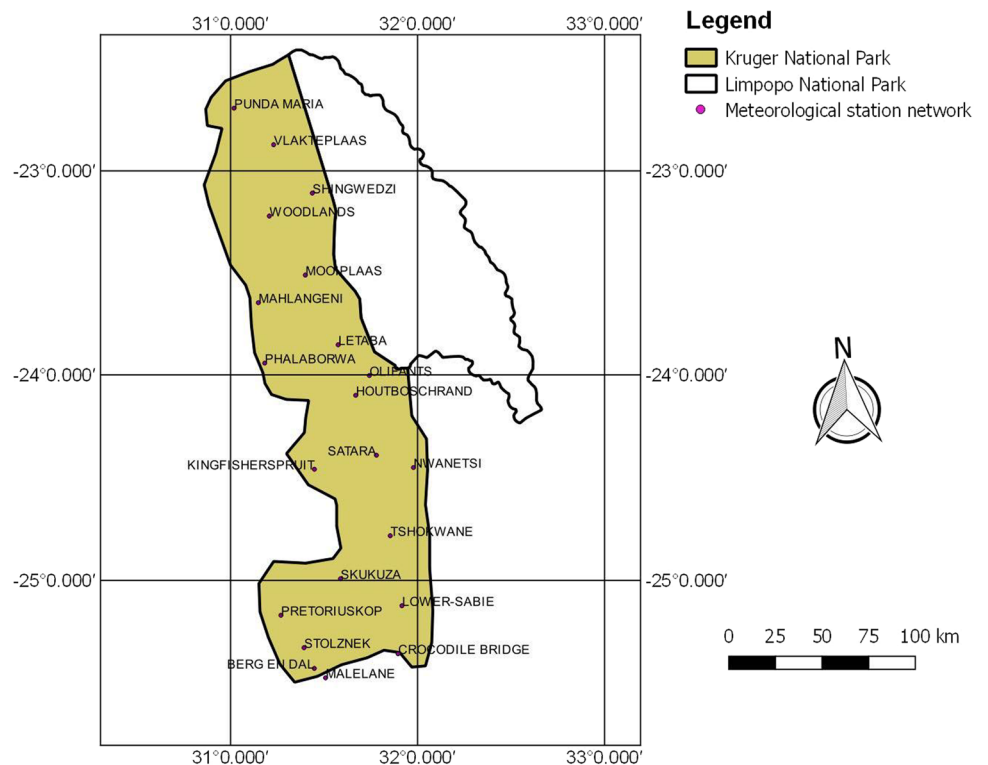 31°0.000′ 32°0.000′ 33°0.000′
Legend
Kruger National Park
Limpopo National Park
Meteorological station network
PUNDA MARIA
VLAKTEPLAAS
-23°0.000′ -23°0.000′
SHINGWEDZI
WOODLANDS
MOOIPLAAS
MAHLANGENI
LETABA
PHALABORWA
OLIFANTS
-24°0.000′ -24°0.000′
HOUTBOSCHRAND
SATARA
KINGFISHERSPRUIT
NWANETSI
TSHOKWANE
SKUKUZA
-25°0.000′ -25°0.000′
LOWER-SABIE
PRETORIUSKOP
STOLZNEK
CROCODILE BRIDGE
BERG EN DAL
MALELANE
N
0 25 50 75 100 km
31°0.000′ 32°0.000′ 33°0.000′